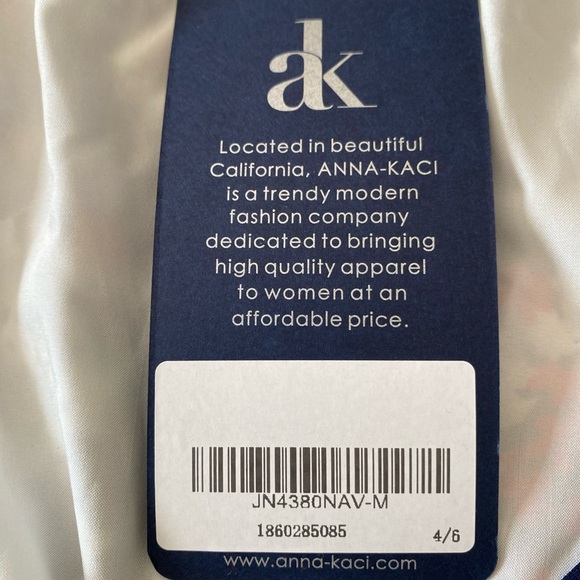 ak
Located in beautiful
California, ANNA-KACI
is a trendy modern
fashion company
dedicated to bringing
high quality apparel
to women at an
affordable price.
JN4380NAV-M
1860285085
4/6
www.anna-kaci.com